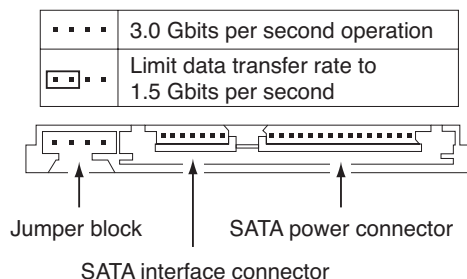 3.0 Gbits per second operation
Limit data transfer rate to
1.5 Gbits per second
Jumper block
SATA power connector
SATA interface connector